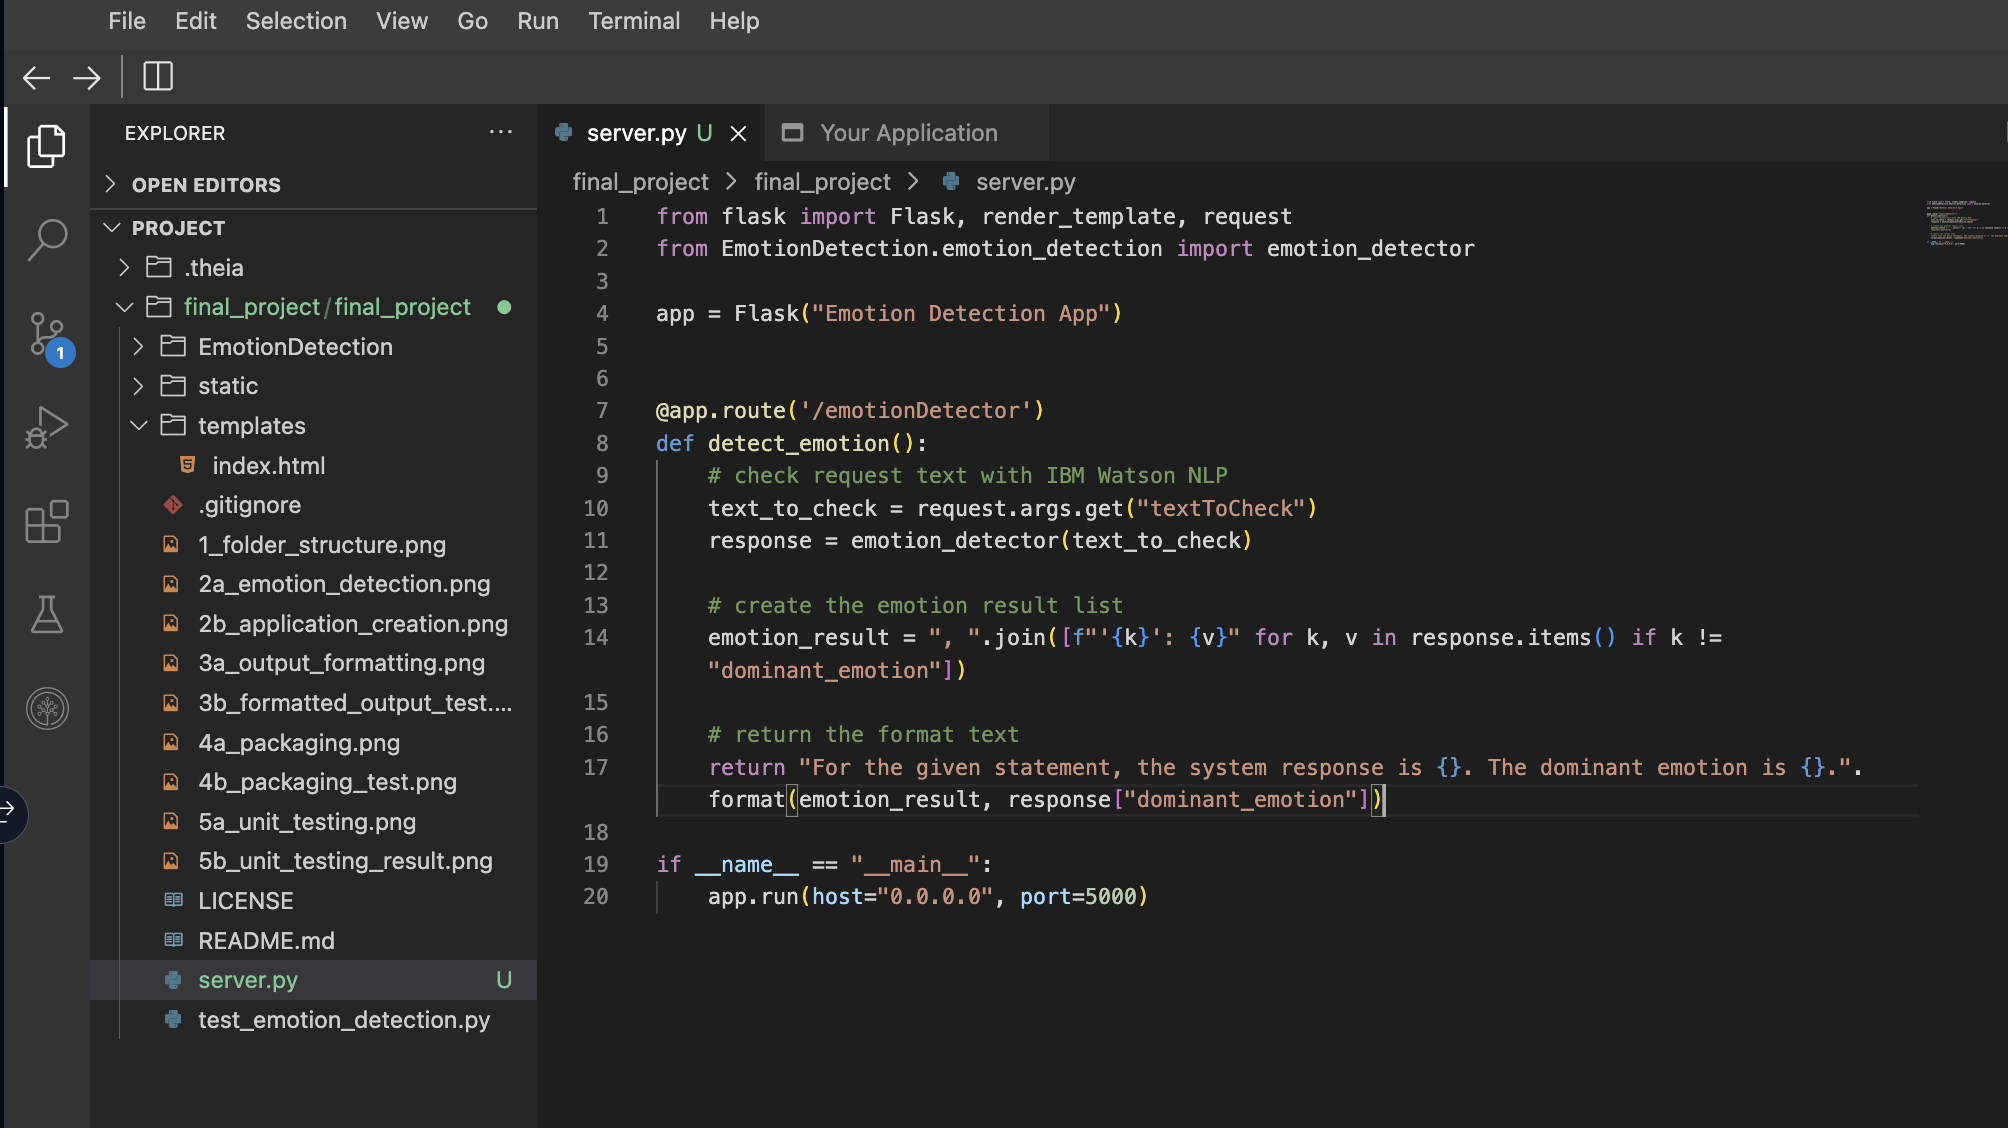 File Edit Selection View Go Run Terminal Help
EXPLORER
OPEN EDITORS
PROJECT
.theia
final_project/final_project
EmotionDetection
static
templates
index.html
.gitignore
1_folder_structure.png
2a_emotion_detection.png
2b_application_creation.png
3a_output_formatting.png
3b_formatted_output_test....
4a_packaging.png
4b_packaging_test.png
5a_unit_testing.png
5b_unit_testing_result.png
LICENSE
README.md
server.py U
test_emotion_detection.py
1
server.py U Your Application
final_project > final_project > server.py
1 from flask import Flask, render_template, request
2 from EmotionDetection.emotion_detection import emotion_detector
3
4 app = Flask("Emotion Detection App")
5
6
7 @app.route('/emotionDetector')
8 def detect_emotion():
9 # check request text with IBM Watson NLP
10 text_to_check = request.args.get("textToCheck")
11 response = emotion_detector(text_to_check)
12
13 # create the emotion result list
14 emotion_result = ", ".join([f"'{k}': {v}" for k, v in response.items() if k !=
"dominant_emotion"])
15
16 # return the format text
17 return "For the given statement, the system response is {}. The dominant emotion is {}.".
format(emotion_result, response["dominant_emotion"])
18
19 if __name__ == "__main__":
20 app.run(host="0.0.0.0", port=5000)